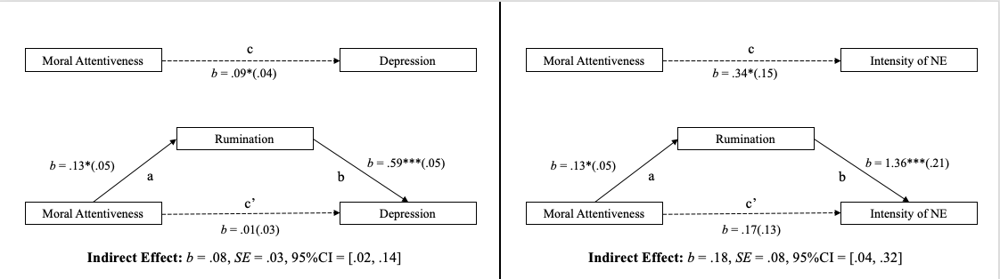 c
Moral Attentiveness
Depression
b = .09*(.04)
Rumination
b = .13*(.05)
a
b = .59***(.05)
b
Moral Attentiveness
c’
Depression
b = .01(.03)
Indirect Effect: b = .08, SE = .03, 95%CI = [.02, .14]
c
Moral Attentiveness
Intensity of NE
b = .34*(.15)
Rumination
b = .13*(.05)
a
b = 1.36***(.21)
b
Moral Attentiveness
c’
Intensity of NE
b = .17(.13)
Indirect Effect: b = .18, SE = .08, 95%CI = [.04, .32]